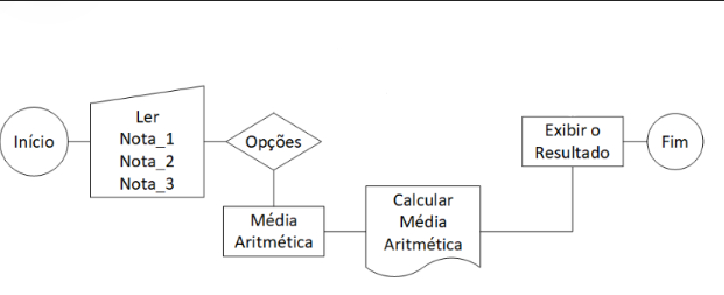 Início
Ler
Nota_1
Nota_2
Nota_3
Opções
Média
Aritmética
Calcular
Média
Aritmética
Exibir o
Resultado
Fim